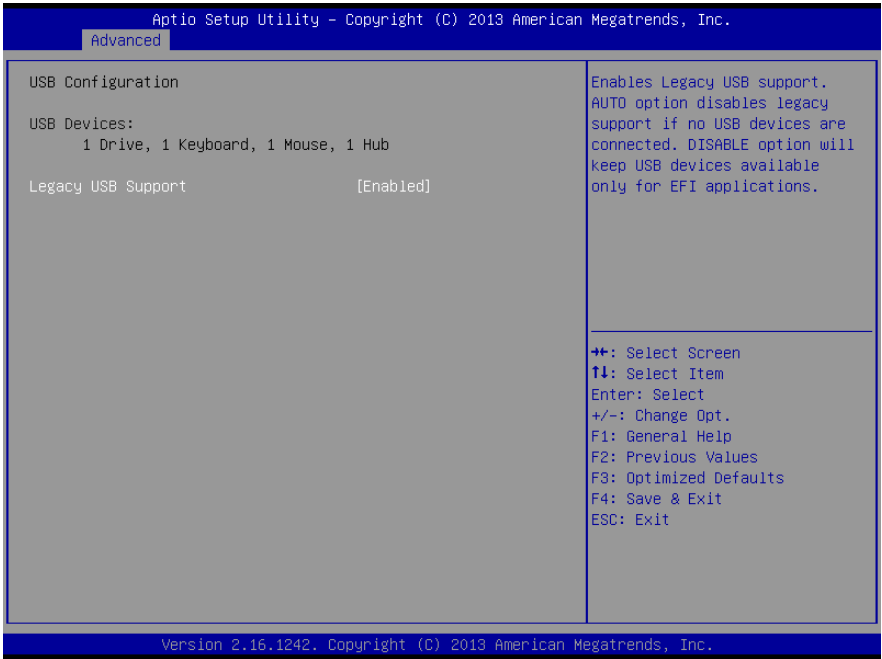 Aptio Setup Utility – Copyright (C) 2013 American Megatrends, Inc.
Advanced
USB Configuration
USB Devices:
1 Drive, 1 Keyboard, 1 Mouse, 1 Hub
Legacy USB Support [Enabled]
Enables Legacy USB support.
AUTO option disables legacy
support if no USB devices are
connected. DISABLE option will
keep USB devices available
only for EFI applications.
→←: Select Screen
↑↓: Select Item
Enter: Select
+/-: Change Opt.
F1: General Help
F2: Previous Values
F3: Optimized Defaults
F4: Save & Exit
ESC: Exit
Version 2.16.1242. Copyright (C) 2013 American Megatrends, Inc.